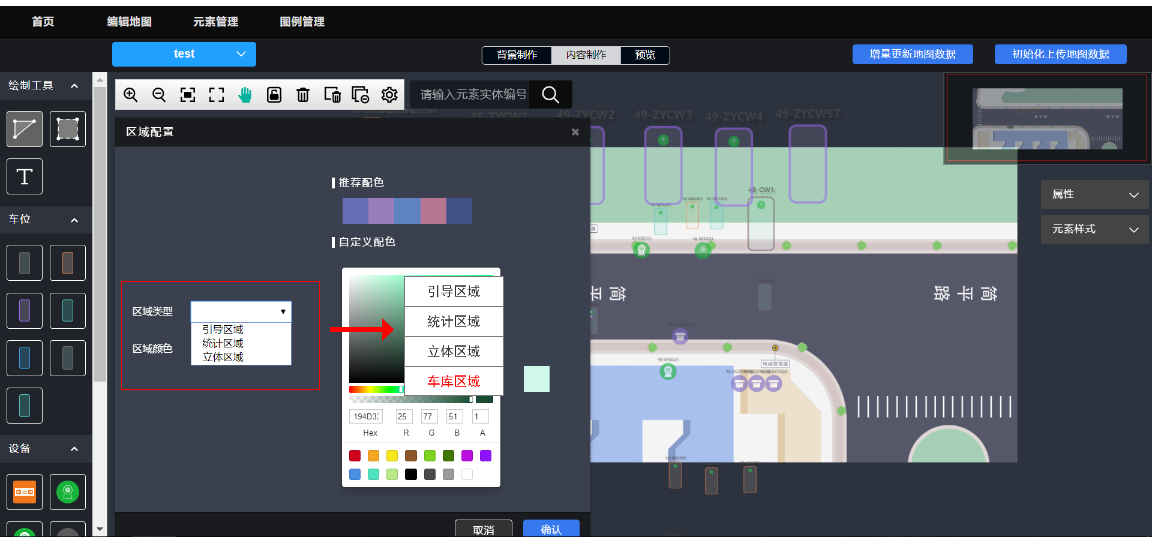 首页 编辑地图 元素管理 图例管理
test 背景制作 内容制作 预览 增量更新地图数据 初始化上传地图数据
绘制工具
请输入元素实体编号
49-ZYCW1 49-ZYCW2 49-ZYCW3 49-ZYCW4 49-ZYCW57
区域配置 ×
T
推荐配色
49-CW1
属性
车位
元素样式
自定义配色
引导区域
统计区域
立体区域
车库区域
简平路
简平
区域类型
引导区域
统计区域
立体区域
区域颜色
194D33 25 77 51 1
Hex R G B A
设备
取消 确认